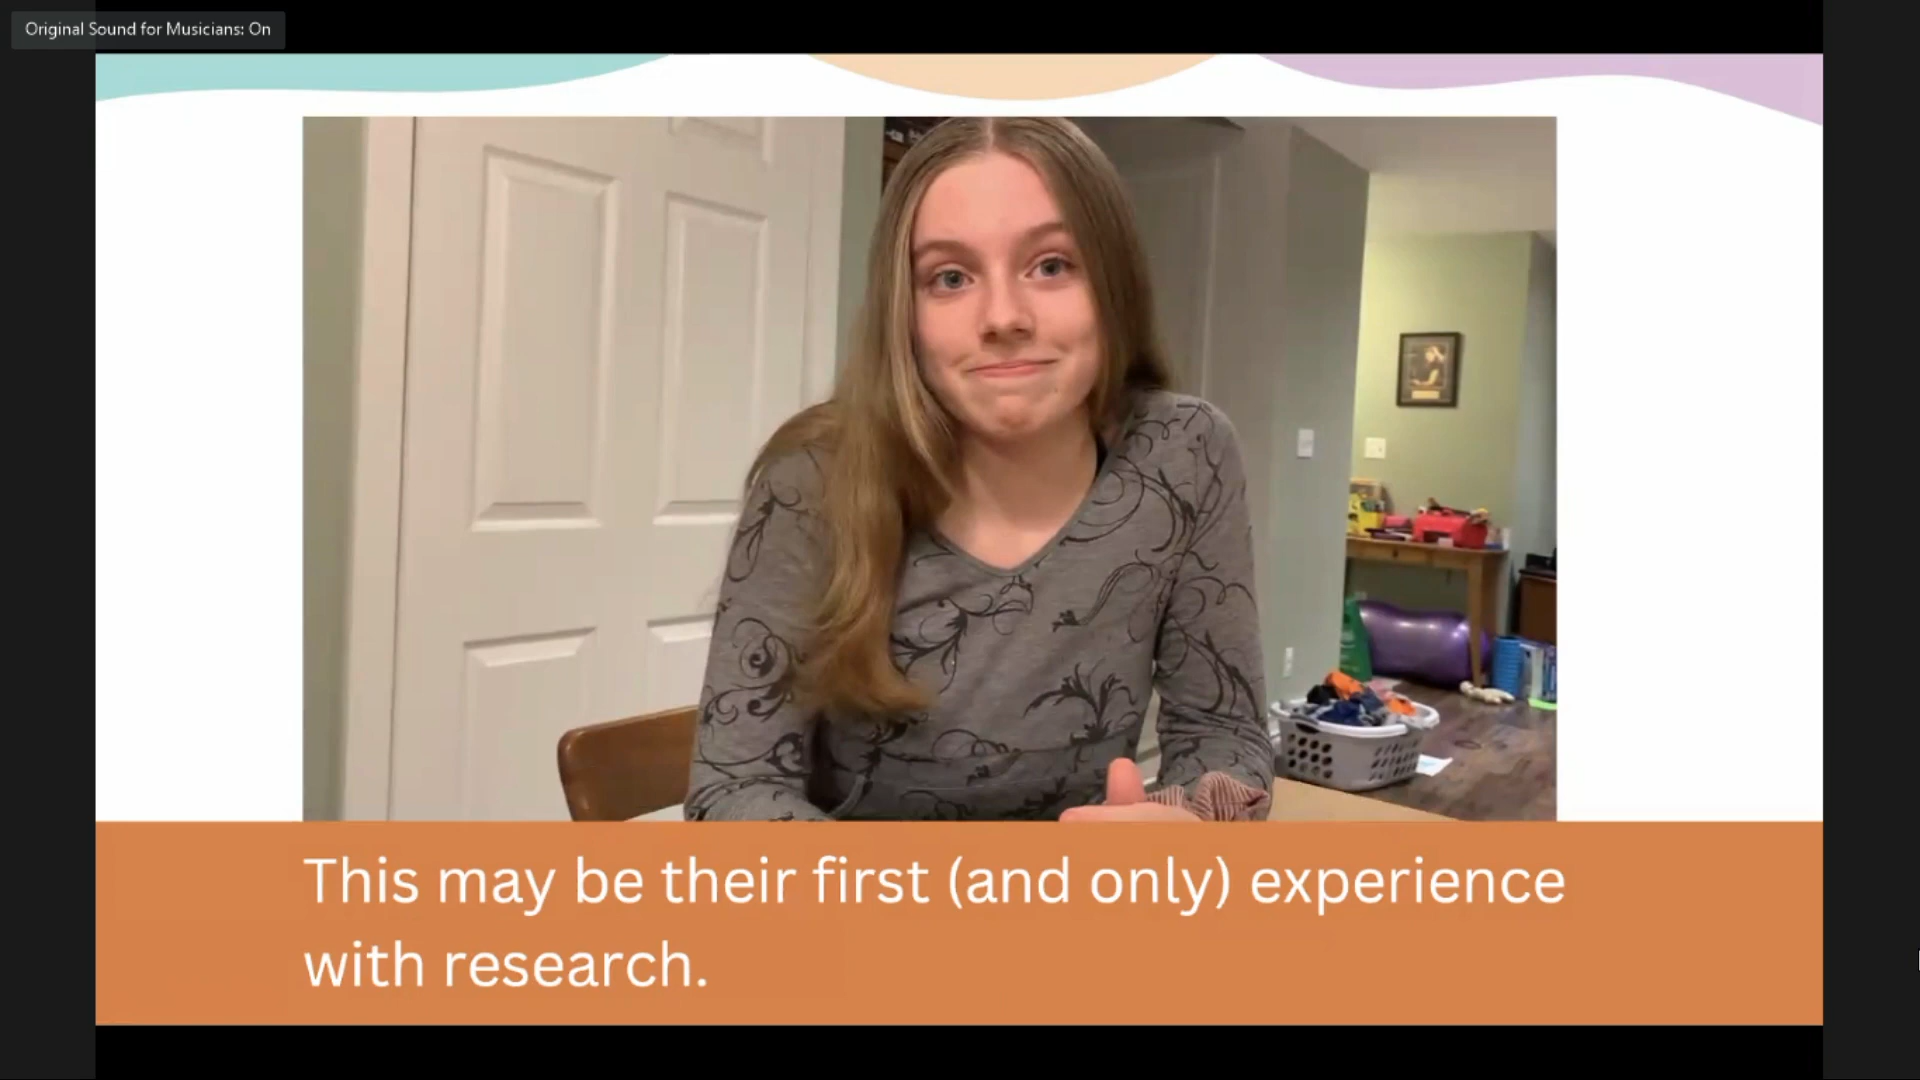 Original Sound for Musicians: On
This may be their first (and only) experience
with research.